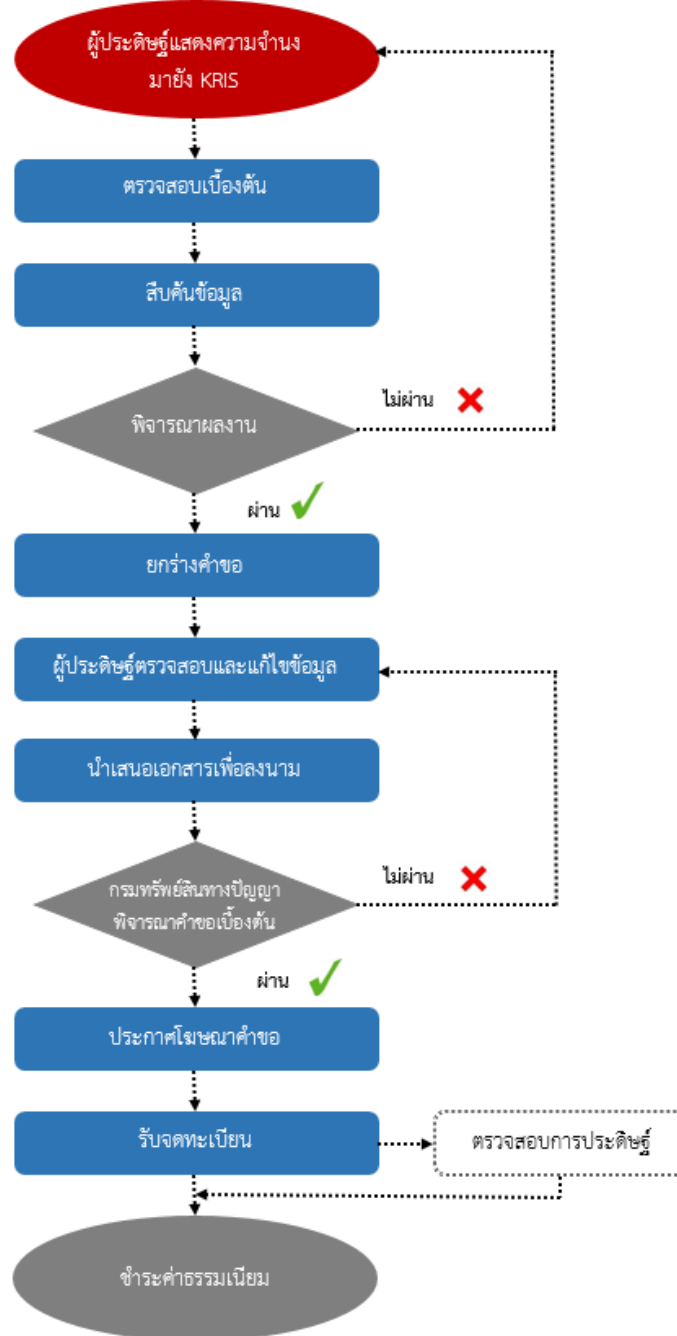 ผู้ประดิษฐ์แสดงความจำนง
มายัง KRIS
ตรวจสอบเบื้องต้น
สืบค้นข้อมูล
พิจารณาผลงาน
ไม่ผ่าน
ผ่าน
ยกร่างคำขอ
ผู้ประดิษฐ์ตรวจสอบและแก้ไขข้อมูล
นำเสนอเอกสารเพื่อลงนาม
กรมทรัพย์สินทางปัญญา
พิจารณาคำขอเบื้องต้น
ไม่ผ่าน
ผ่าน
ประกาศโฆษณาคำขอ
รับจดทะเบียน
ตรวจสอบการประดิษฐ์
ชำระค่าธรรมเนียม